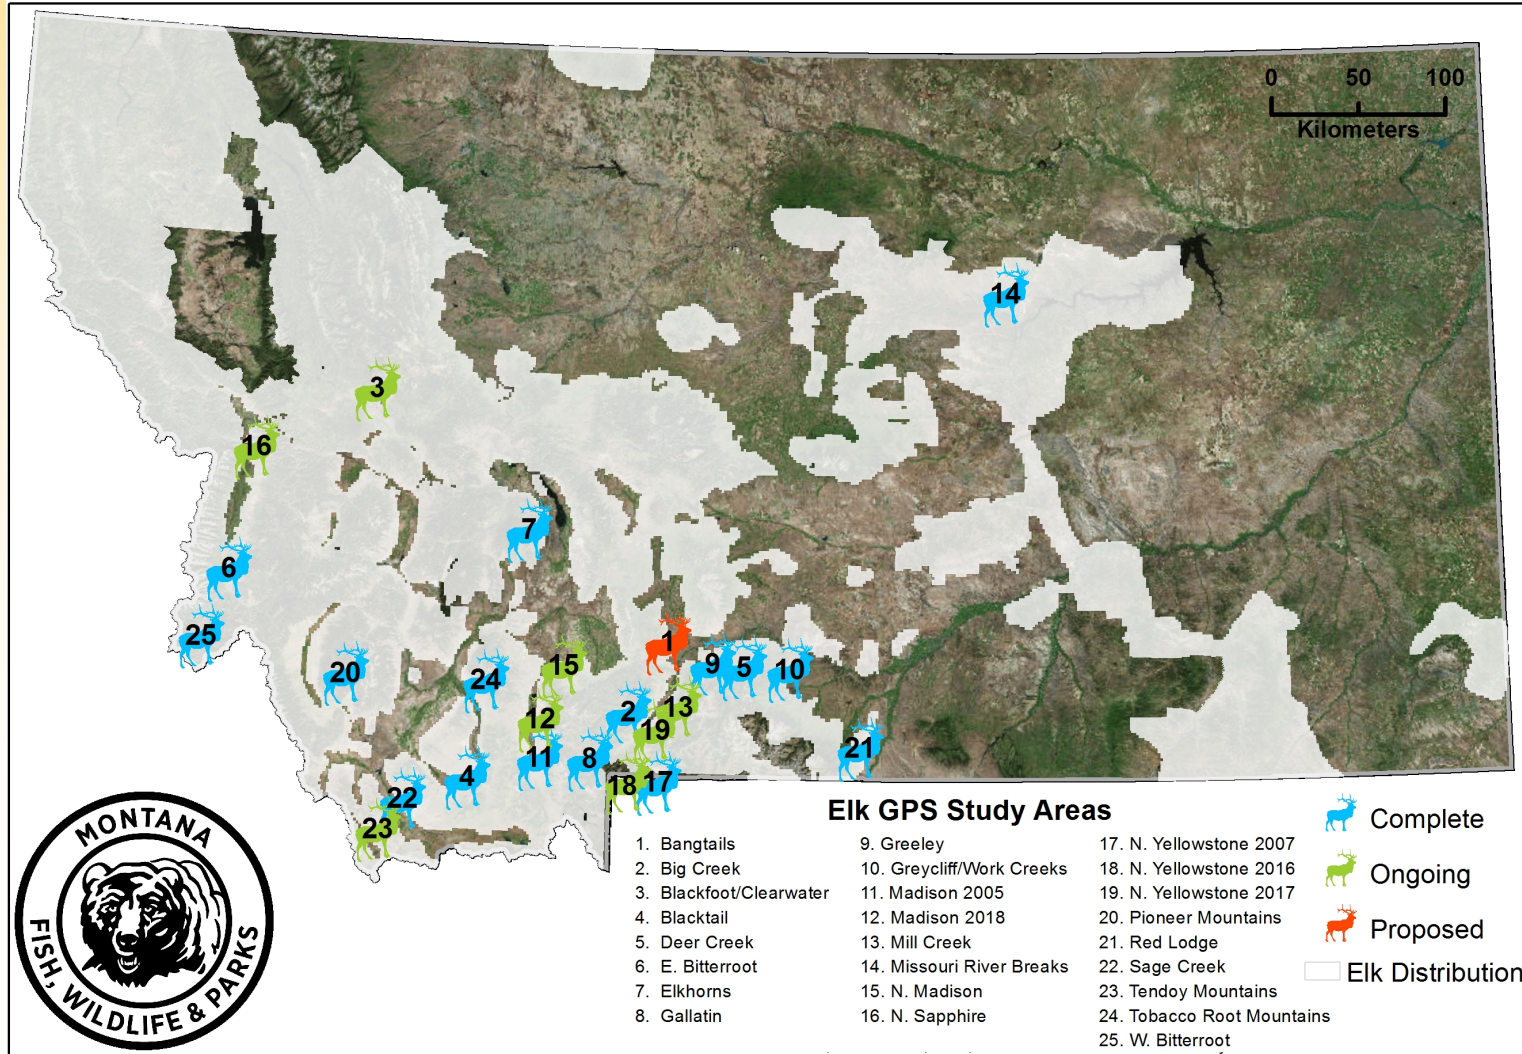 0 50 100
Kilometers
14
3
16
7
6
25
1
20
24
15
9
5
10
2
13
12
19
11
8
21
4
18
17
22
23
MONTANA
FISH, WILDLIFE & PARKS
Elk GPS Study Areas
1. Bangtails
2. Big Creek
3. Blackfoot/Clearwater
4. Blacktail
5. Deer Creek
6. E. Bitterroot
7. Elkhorns
8. Gallatin
9. Greeley
10. Greycliff/Work Creeks
11. Madison 2005
12. Madison 2018
13. Mill Creek
14. Missouri River Breaks
15. N. Madison
16. N. Sapphire
17. N. Yellowstone 2007
18. N. Yellowstone 2016
19. N. Yellowstone 2017
20. Pioneer Mountains
21. Red Lodge
22. Sage Creek
23. Tendoy Mountains
24. Tobacco Root Mountains
25. W. Bitterroot
Complete
Ongoing
Proposed
Elk Distribution